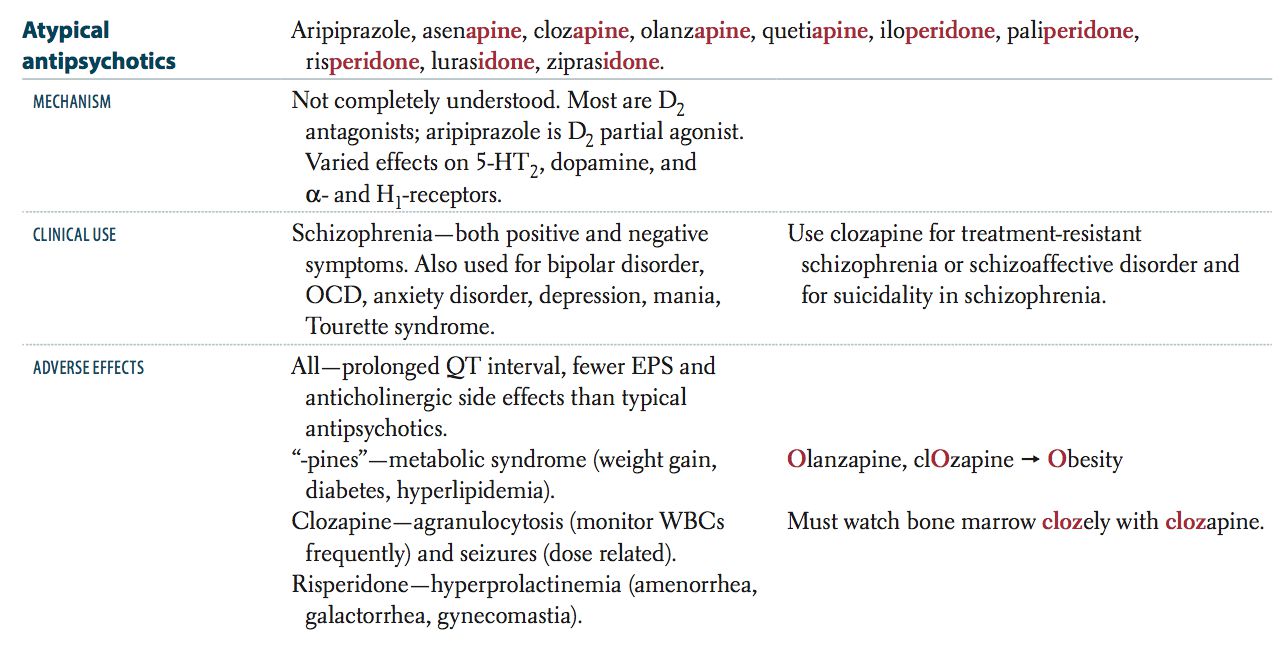 Atypical antipsychotics
Aripiprazole, asenapine, clozapine, olanzapine, quetiapine, iloperidone, paliperidone,
risperidone, lurasidone, ziprasidone.
MECHANISM
Not completely understood. Most are D₂
antagonists; aripiprazole is D₂ partial agonist.
Varied effects on 5-HT₂, dopamine, and
α- and H₁-receptors.
CLINICAL USE
Schizophrenia—both positive and negative
symptoms. Also used for bipolar disorder,
OCD, anxiety disorder, depression, mania,
Tourette syndrome.
Use clozapine for treatment-resistant
schizophrenia or schizoaffective disorder and
for suicidality in schizophrenia.
ADVERSE EFFECTS
All—prolonged QT interval, fewer EPS and
anticholinergic side effects than typical
antipsychotics.
“-pines”—metabolic syndrome (weight gain,
diabetes, hyperlipidemia).
Olanzapine, clOzapine → Obesity
Clozapine—agranulocytosis (monitor WBCs
frequently) and seizures (dose related).
Must watch bone marrow clozely with clozapine.
Risperidone—hyperprolactinemia (amenorrhea,
galactorrhea, gynecomastia).